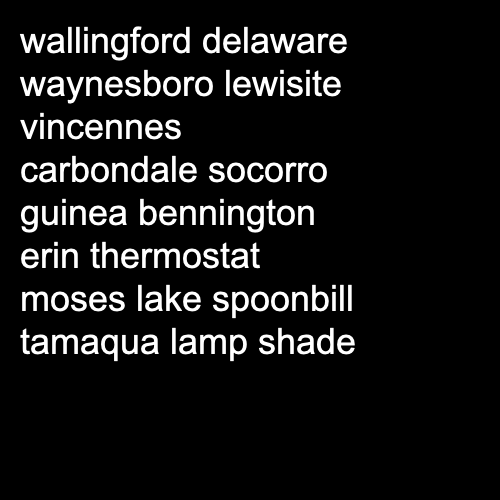 wallingford delaware
waynesboro lewisite
vincennes
carbondale socorro
guinea bennington
erin thermostat
moses lake spoonbill
tamaqua lamp shade